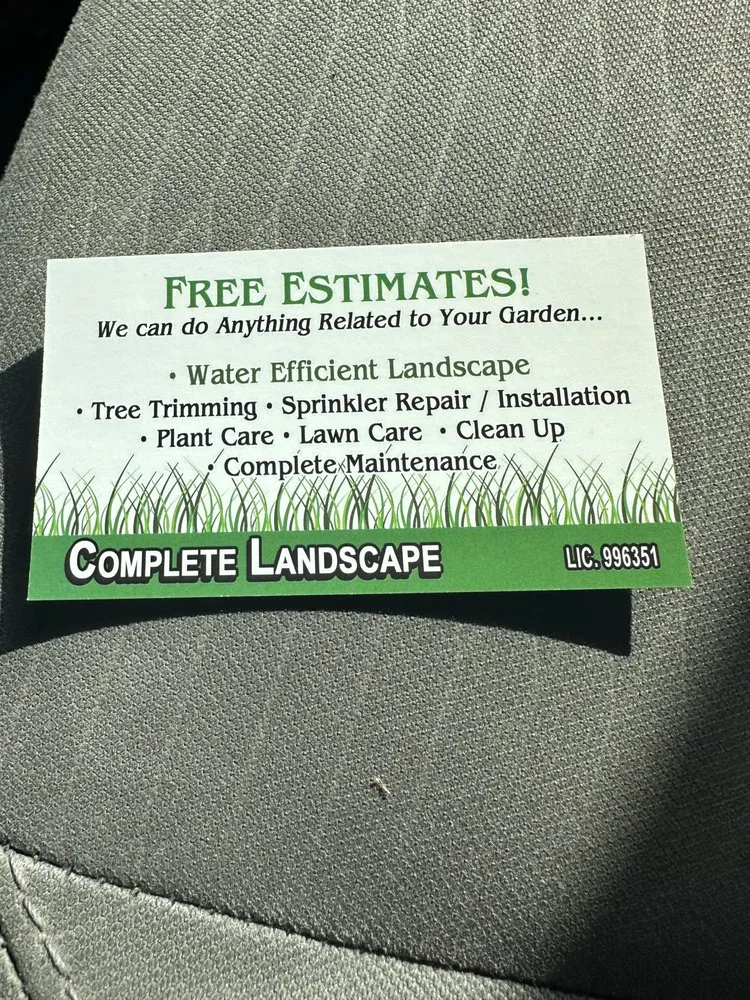 FREE ESTIMATES!
We can do Anything Related to Your Garden...
• Water Efficient Landscape
• Tree Trimming • Sprinkler Repair / Installation
• Plant Care • Lawn Care • Clean Up
• Complete Maintenance
COMPLETE LANDSCAPE LIC. 996351